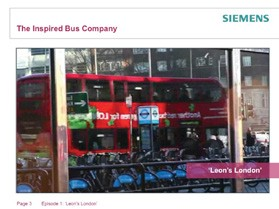 SIEMENS
The Inspired Bus Company
'Leon's London'
Page 3 Episode 1: 'Leon's London'